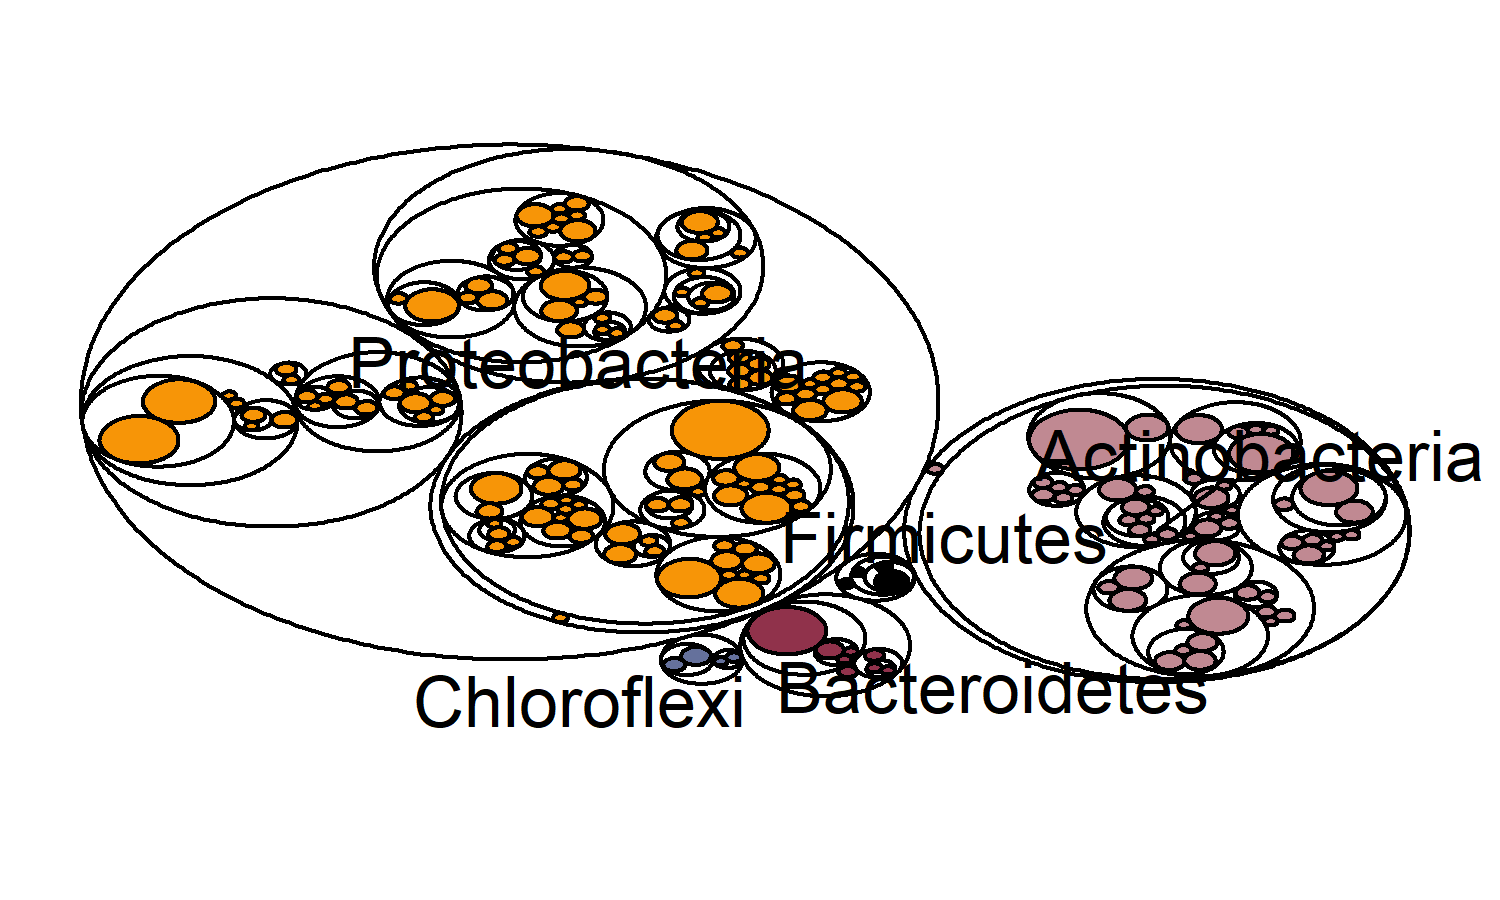 Proteobacteria
Actinobacteria
Firmicutes
Bacteroidetes
Chloroflexi